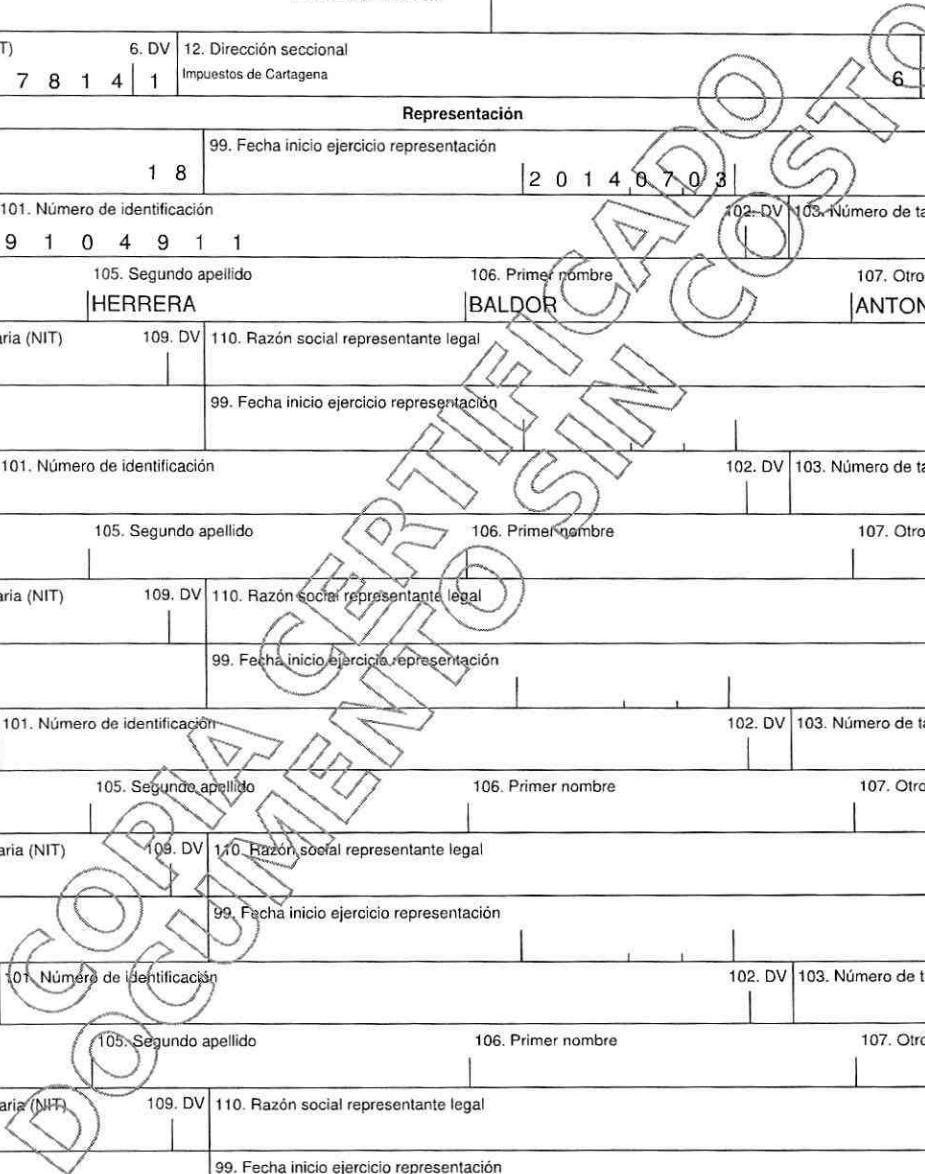 T) 6. DV 12. Dirección seccional
7 8 1 4 1 Impuestos de Cartagena 6
Representación
99. Fecha inicio ejercicio representación
1 8 2 0 1 4 0 7 0 3
101. Número de identificación 102. DV 103. Número de ta
9 1 0 4 9 1 1
105. Segundo apellido 106. Primer nombre 107. Otro
HERRERA BALDOR ANTON
aria (NIT) 109. DV 110. Razón social representante legal
99. Fecha inicio ejercicio representación
101. Número de identificación 102. DV 103. Número de ta
105. Segundo apellido 106. Primer nombre 107. Otro
aria (NIT) 109. DV 110. Razón social representante legal
99. Fecha inicio ejercicio representación
101. Número de identificación 102. DV 103. Número de ta
105. Segundo apellido 106. Primer nombre 107. Otro
aria (NIT) 109. DV 110. Razón social representante legal
99. Fecha inicio ejercicio representación
101. Número de identificación 102. DV 103. Número de t
105. Segundo apellido 106. Primer nombre 107. Otro
aria (NIT) 109. DV 110. Razón social representante legal
99. Fecha inicio ejercicio representación
COPIA CERTIFICADO
DOCUMENTO SIN COSTO